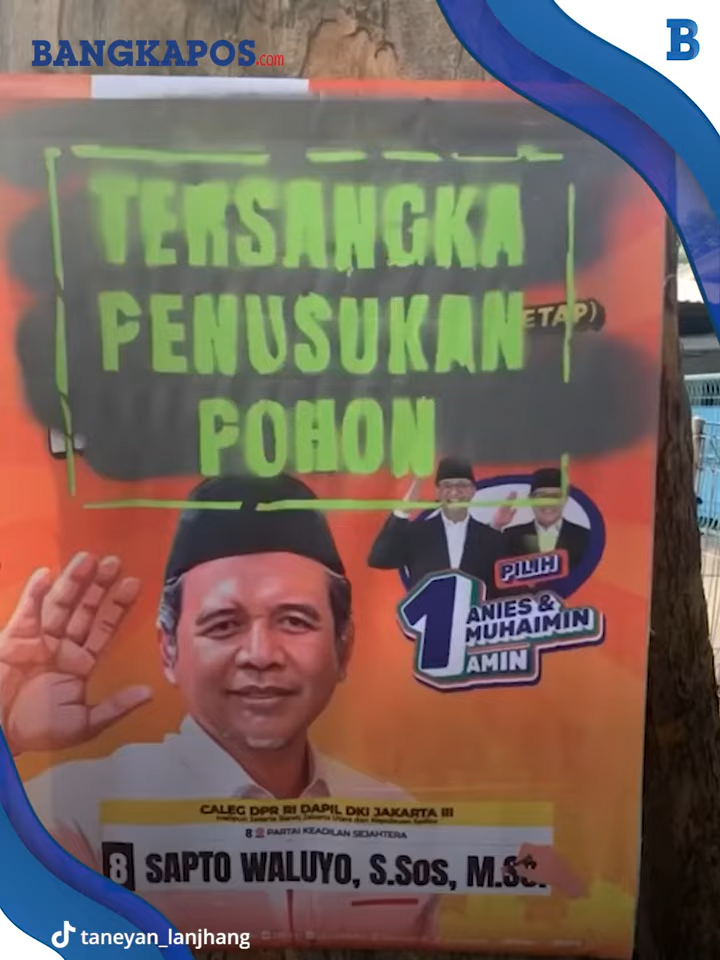 BANGKAPOS.com
B
TERSANGKA
PENUSUKAN
ETAP)
POHON
PILIH
1 ANIES &
MUHAIMIN
AMIN
CALEG DPR RI DAPIL DKI JAKARTA III
8 PARTAI KEADILAN SEJAHTERA
8 SAPTO WALUYO, S.Sos, M.Sc.
taneyan_lanjhang